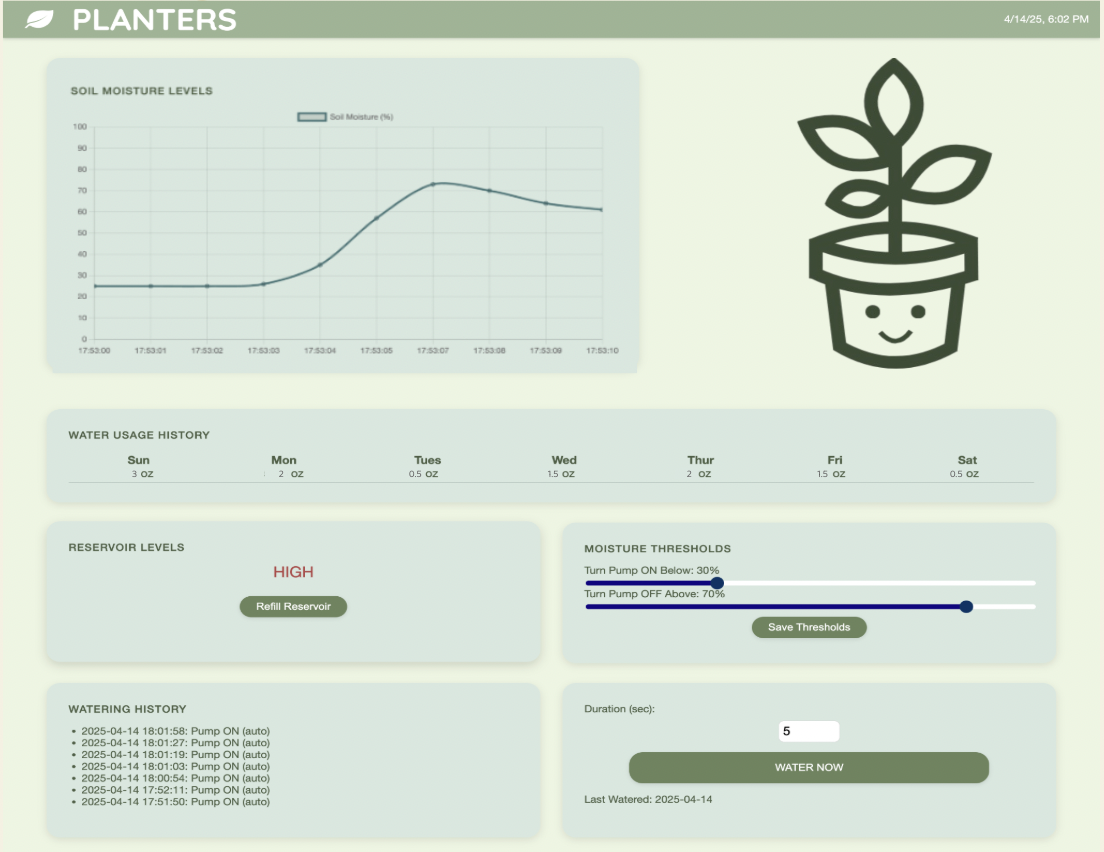 PLANTERS
4/14/25, 6:02 PM
SOIL MOISTURE LEVELS
Soil Moisture (%)
100
90
80
70
60
50
40
30
20
10
0
17:53:00 17:53:01 17:53:02 17:53:03 17:53:04 17:53:05 17:53:07 17:53:08 17:53:09 17:53:10
WATER USAGE HISTORY
Sun Mon Tues Wed Thur Fri Sat
3 OZ 2 OZ 0.5 OZ 1.5 OZ 2 OZ 1.5 OZ 0.5 OZ
RESERVOIR LEVELS
HIGH
Refill Reservoir
MOISTURE THRESHOLDS
Turn Pump ON Below: 30%
Turn Pump OFF Above: 70%
Save Thresholds
WATERING HISTORY
• 2025-04-14 18:01:58: Pump ON (auto)
• 2025-04-14 18:01:27: Pump ON (auto)
• 2025-04-14 18:01:19: Pump ON (auto)
• 2025-04-14 18:01:03: Pump ON (auto)
• 2025-04-14 18:00:54: Pump ON (auto)
• 2025-04-14 17:52:11: Pump ON (auto)
• 2025-04-14 17:51:50: Pump ON (auto)
Duration (sec):
5
WATER NOW
Last Watered: 2025-04-14